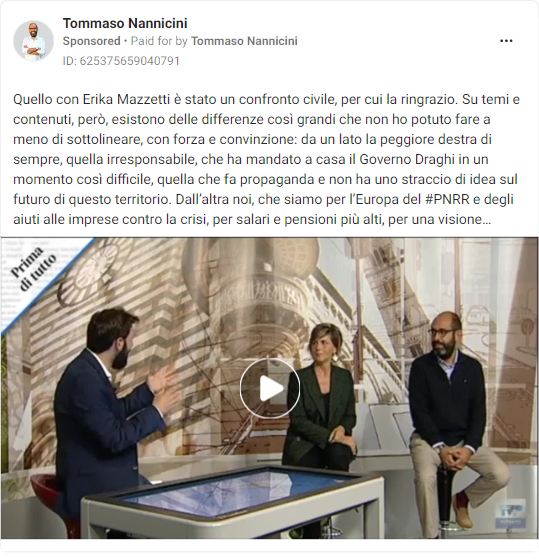 Tommaso Nannicini
Sponsored • Paid for by Tommaso Nannicini
ID: 625375659040791
Quello con Erika Mazzetti è stato un confronto civile, per cui la ringrazio. Su temi e
contenuti, però, esistono delle differenze così grandi che non ho potuto fare a
meno di sottolineare, con forza e convinzione: da un lato la peggiore destra di
sempre, quella irresponsabile, che ha mandato a casa il Governo Draghi in un
momento così difficile, quella che fa propaganda e non ha uno straccio di idea sul
futuro di questo territorio. Dall’altra noi, che siamo per l’Europa del #PNRR e degli
aiuti alle imprese contro la crisi, per salari e pensioni più alti, per una visione...
Prima
di tutto
TV